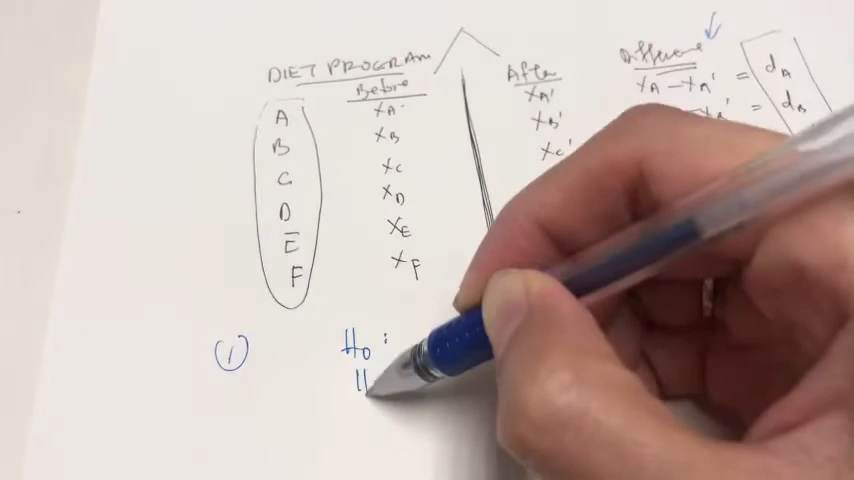 DIET PROGRAM
Before After Difference
A XA XA' XA - XA' = dA
B XB XB' XB' = dB
C XC XC'
D XD
E XE
F XF
① H0 :